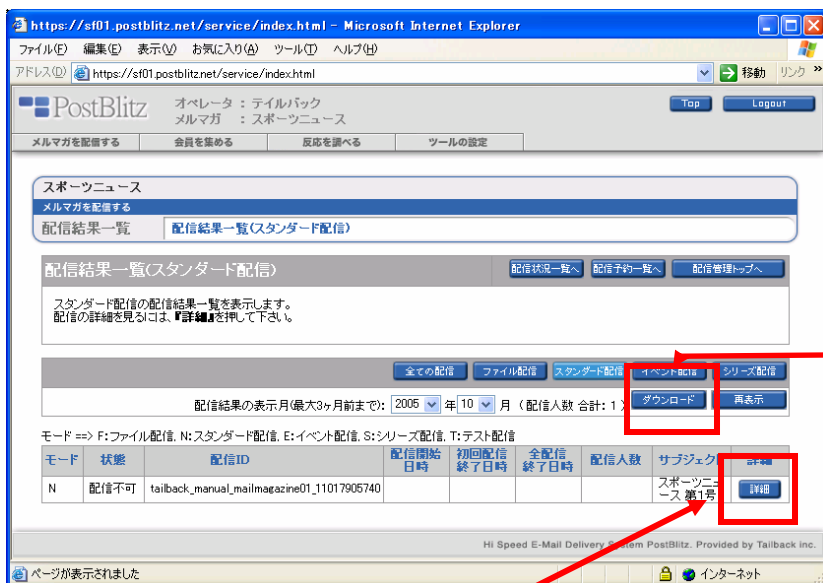 https://sf01.postblitz.net/service/index.html - Microsoft Internet Explorer
ファイル(F) 編集(E) 表示(V) お気に入り(A) ツール(T) ヘルプ(H)
アドレス(D) https://sf01.postblitz.net/service/index.html 移動 リンク »
PostBlitz オペレータ : テイルバック Top Logout
メルマガ : スポーツニュース
メルマガを配信する 会員を集める 反応を調べる ツールの設定
スポーツニュース
メルマガを配信する
配信結果一覧 配信結果一覧(スタンダード配信)
配信結果一覧(スタンダード配信) 配信状況一覧へ 配信予約一覧へ 配信管理トップへ
スタンダード配信の配信結果一覧を表示します。
配信の詳細を見るには、『詳細』を押して下さい。
全ての配信 ファイル配信 スタンダード配信 イベント配信 シリーズ配信
配信結果の表示月(最大3ヶ月前まで): 2005 年 10 月 (配信人数 合計: 1 ) ダウンロード 再表示
モード ==> F:ファイル配信, N:スタンダード配信, E:イベント配信, S:シリーズ配信, T:テスト配信
モード 状態 配信ID 配信開始日時 初回配信終了日時 全配信終了日時 配信人数 サブジェクト 詳細
N 配信不可 tailback_manual_mailmagazine01_11017905740 スポーツニュース 第1号 詳細
Hi Speed E-Mail Delivery System PostBlitz. Provided by Tailback inc.
ページが表示されました インターネット